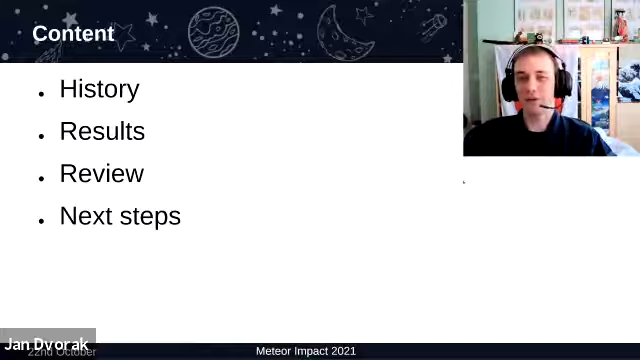 Content
• History
• Results
• Review
• Next steps
Jan Dvorak
22nd October
Meteor Impact 2021